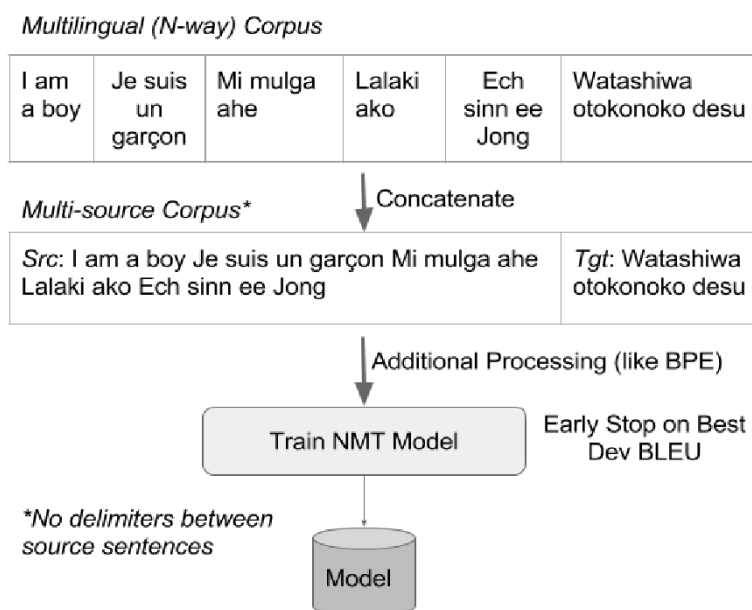 Multilingual (N-way) Corpus
I am
a boy
Je suis
un
garçon
Mi mulga
ahe
Lalaki
ako
Ech
sinn ee
Jong
Watashiwa
otokonoko desu
Concatenate
Multi-source Corpus*
Src: I am a boy Je suis un garçon Mi mulga ahe
Lalaki ako Ech sinn ee Jong
Tgt: Watashiwa
otokonoko desu
Additional Processing (like BPE)
Train NMT Model
Early Stop on Best
Dev BLEU
*No delimiters between
source sentences
Model